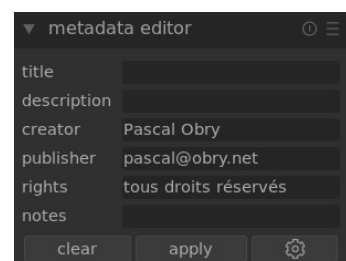 metadata editor
title
description
creator Pascal Obry
publisher pascal@obry.net
rights tous droits réservés
notes
clear apply